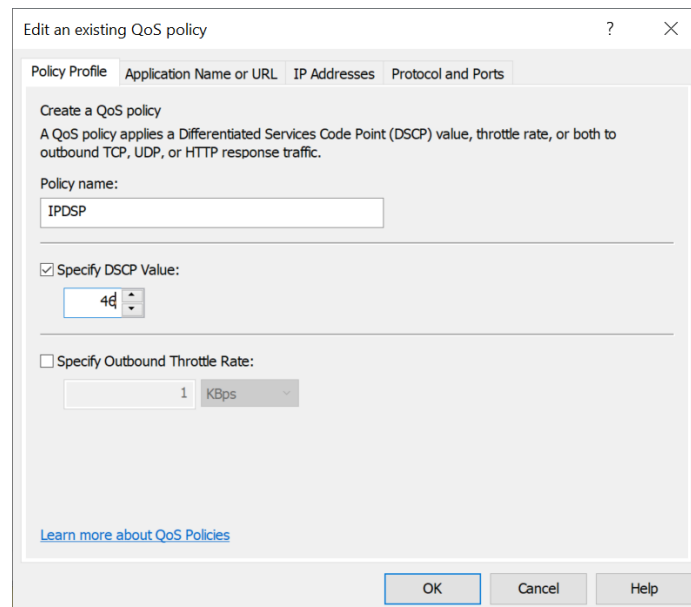 Edit an existing QoS policy
?
Policy Profile
Application Name or URL
IP Addresses
Protocol and Ports
Create a QoS policy
A QoS policy applies a Differentiated Services Code Point (DSCP) value, throttle rate, or both to
outbound TCP, UDP, or HTTP response traffic.
Policy name:
IPDSP
Specify DSCP Value:
46
Specify Outbound Throttle Rate:
1
KBps
Learn more about QoS Policies
OK
Cancel
Help